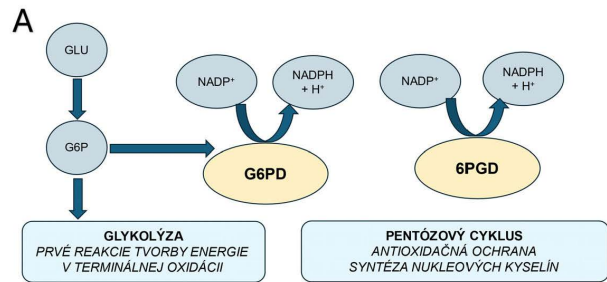 A
GLU
NADP⁺
NADPH
+ H⁺
NADP⁺
NADPH
+ H⁺
G6P
G6PD
6PGD
GLYKOLÝZA
PRVÉ REAKCIE TVORBY ENERGIE
V TERMINÁLNEJ OXIDÁCII
PENTÓZOVÝ CYKLUS
ANTIOXIDAČNÁ OCHRANA
SYNTÉZA NUKLEOVÝCH KYSELÍN